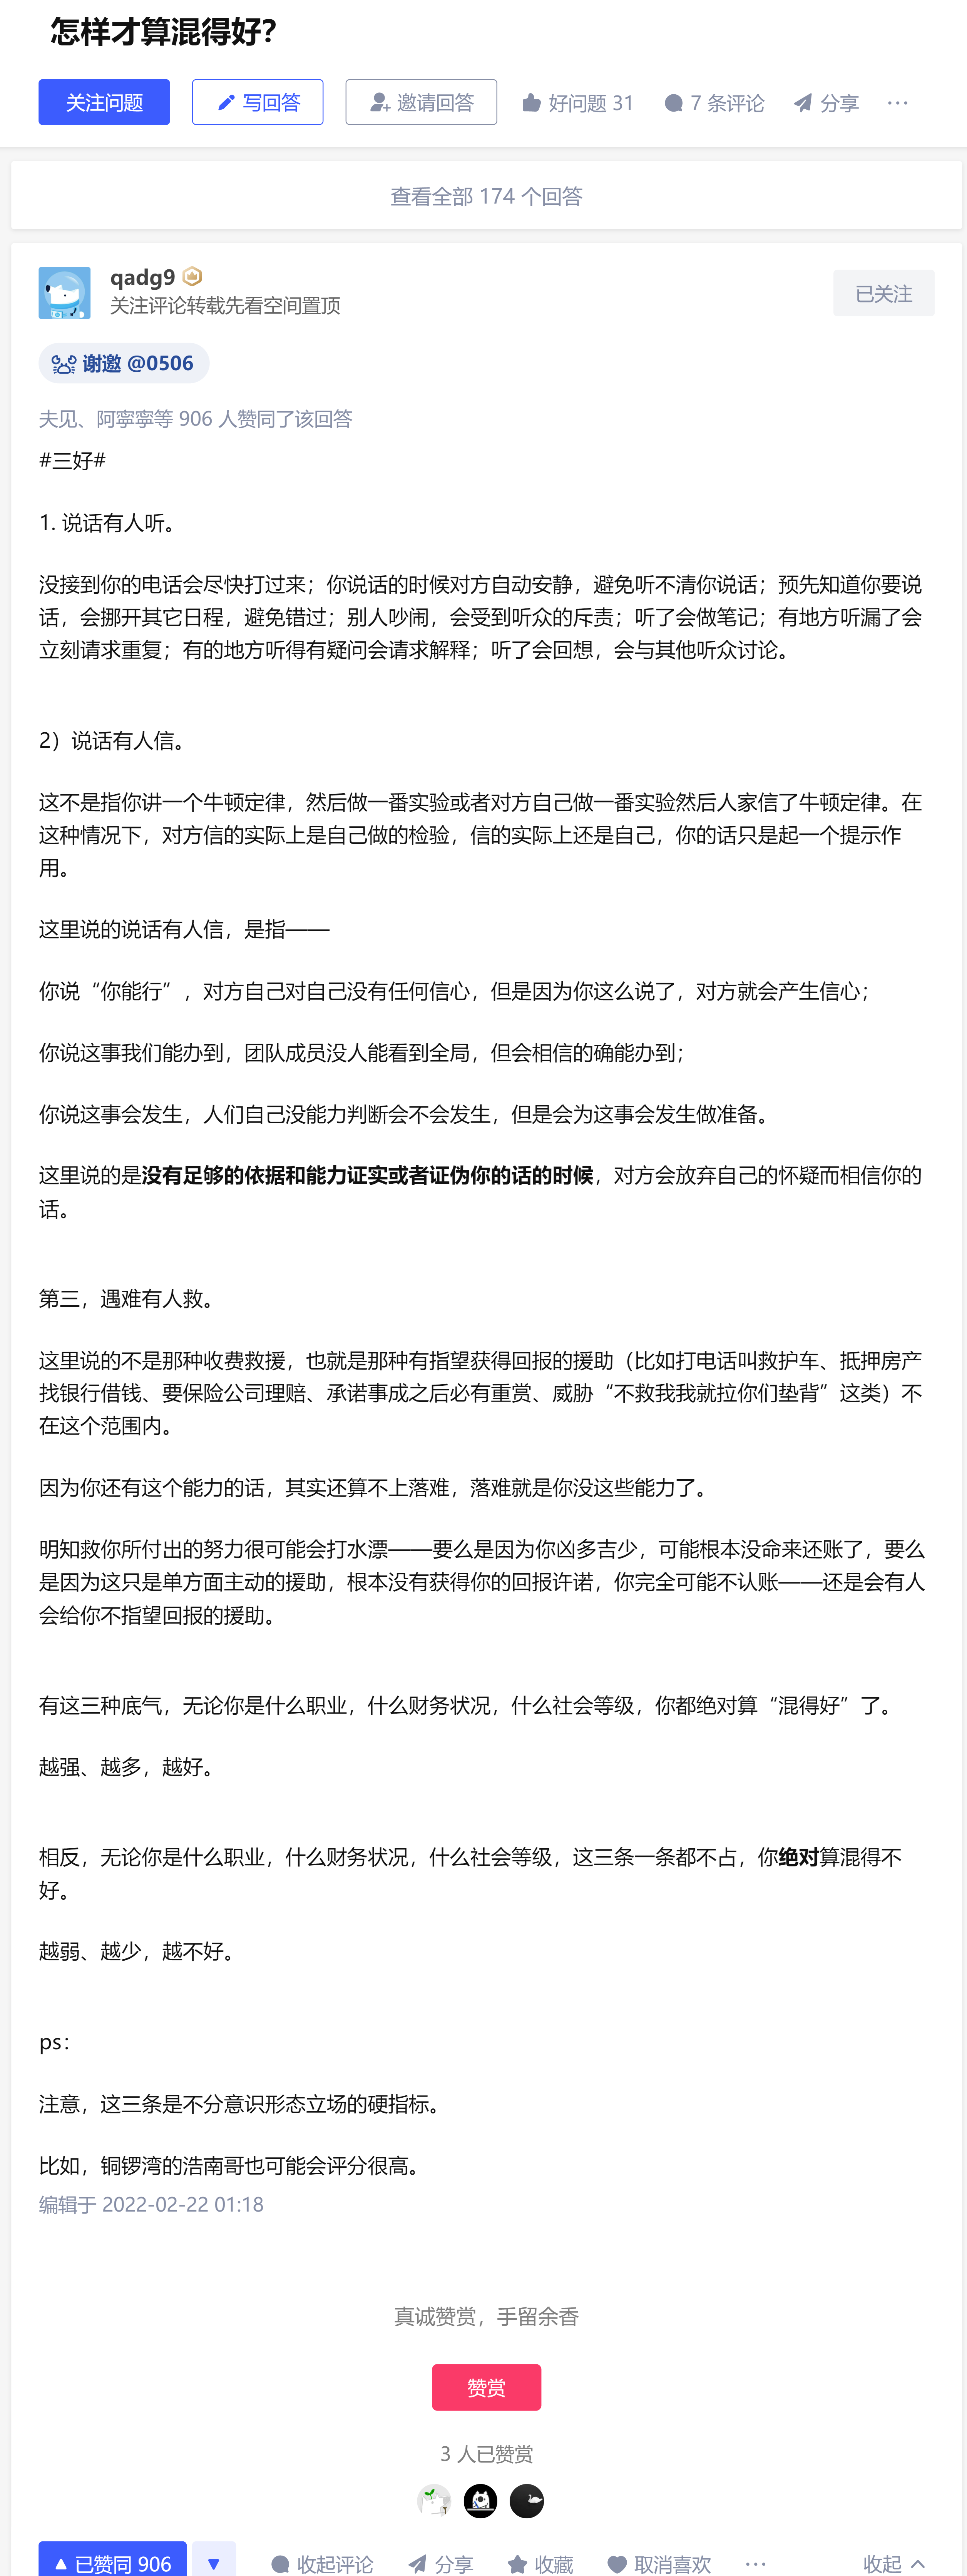 怎样才算混得好?
关注问题 写回答 邀请回答 好问题 31 7 条评论 分享 ···
查看全部 174 个回答
qadg9
关注评论转载先看空间置顶
已关注
谢邀 @0506
夫见、阿寧寧等 906 人赞同了该回答
#三好#
1. 说话有人听。
没接到你的电话会尽快打过来；你说话的时候对方自动安静，避免听不清你说话；预先知道你要说
话，会挪开其它日程，避免错过；别人吵闹，会受到听众的斥责；听了会做笔记；有地方听漏了会
立刻请求重复；有的地方听得有疑问会请求解释；听了会回想，会与其他听众讨论。
2）说话有人信。
这不是指你讲一个牛顿定律，然后做一番实验或者对方自己做一番实验然后人家信了牛顿定律。在
这种情况下，对方信的实际上是自己做的检验，信的实际上还是自己，你的话只是起一个提示作
用。
这里说的说话有人信，是指——
你说“你能行”，对方自己对自己没有任何信心，但是因为你这么说了，对方就会产生信心；
你说这事我们能办到，团队成员没人能看到全局，但会相信的确能办到；
你说这事会发生，人们自己没能力判断会不会发生，但是会为这事会发生做准备。
这里说的是没有足够的依据和能力证实或者证伪你的话的时候，对方会放弃自己的怀疑而相信你的
话。
第三，遇难有人救。
这里说的不是那种收费救援，也就是那种有指望获得回报的援助（比如打电话叫救护车、抵押房产
找银行借钱、要保险公司理赔、承诺事成之后必有重赏、威胁“不救我我就拉你们垫背”这类）不
在这个范围内。
因为你还有这个能力的话，其实还算不上落难，落难就是你没这些能力了。
明知救你所付出的努力很可能会打水漂——要么是因为你凶多吉少，可能根本没命来还账了，要么
是因为这只是单方面主动的援助，根本没有获得你的回报许诺，你完全可能不认账——还是会有人
会给你不指望回报的援助。
有这三种底气，无论你是什么职业，什么财务状况，什么社会等级，你都绝对算“混得好”了。
越强、越多，越好。
相反，无论你是什么职业，什么财务状况，什么社会等级，这三条一条都不占，你绝对算混得不
好。
越弱、越少，越不好。
ps：
注意，这三条是不分意识形态立场的硬指标。
比如，铜锣湾的浩南哥也可能会评分很高。
编辑于 2022-02-22 01:18
真诚赞赏，手留余香
赞赏
3 人已赞赏
已赞同 906 收起评论 分享 收藏 取消喜欢 ··· 收起